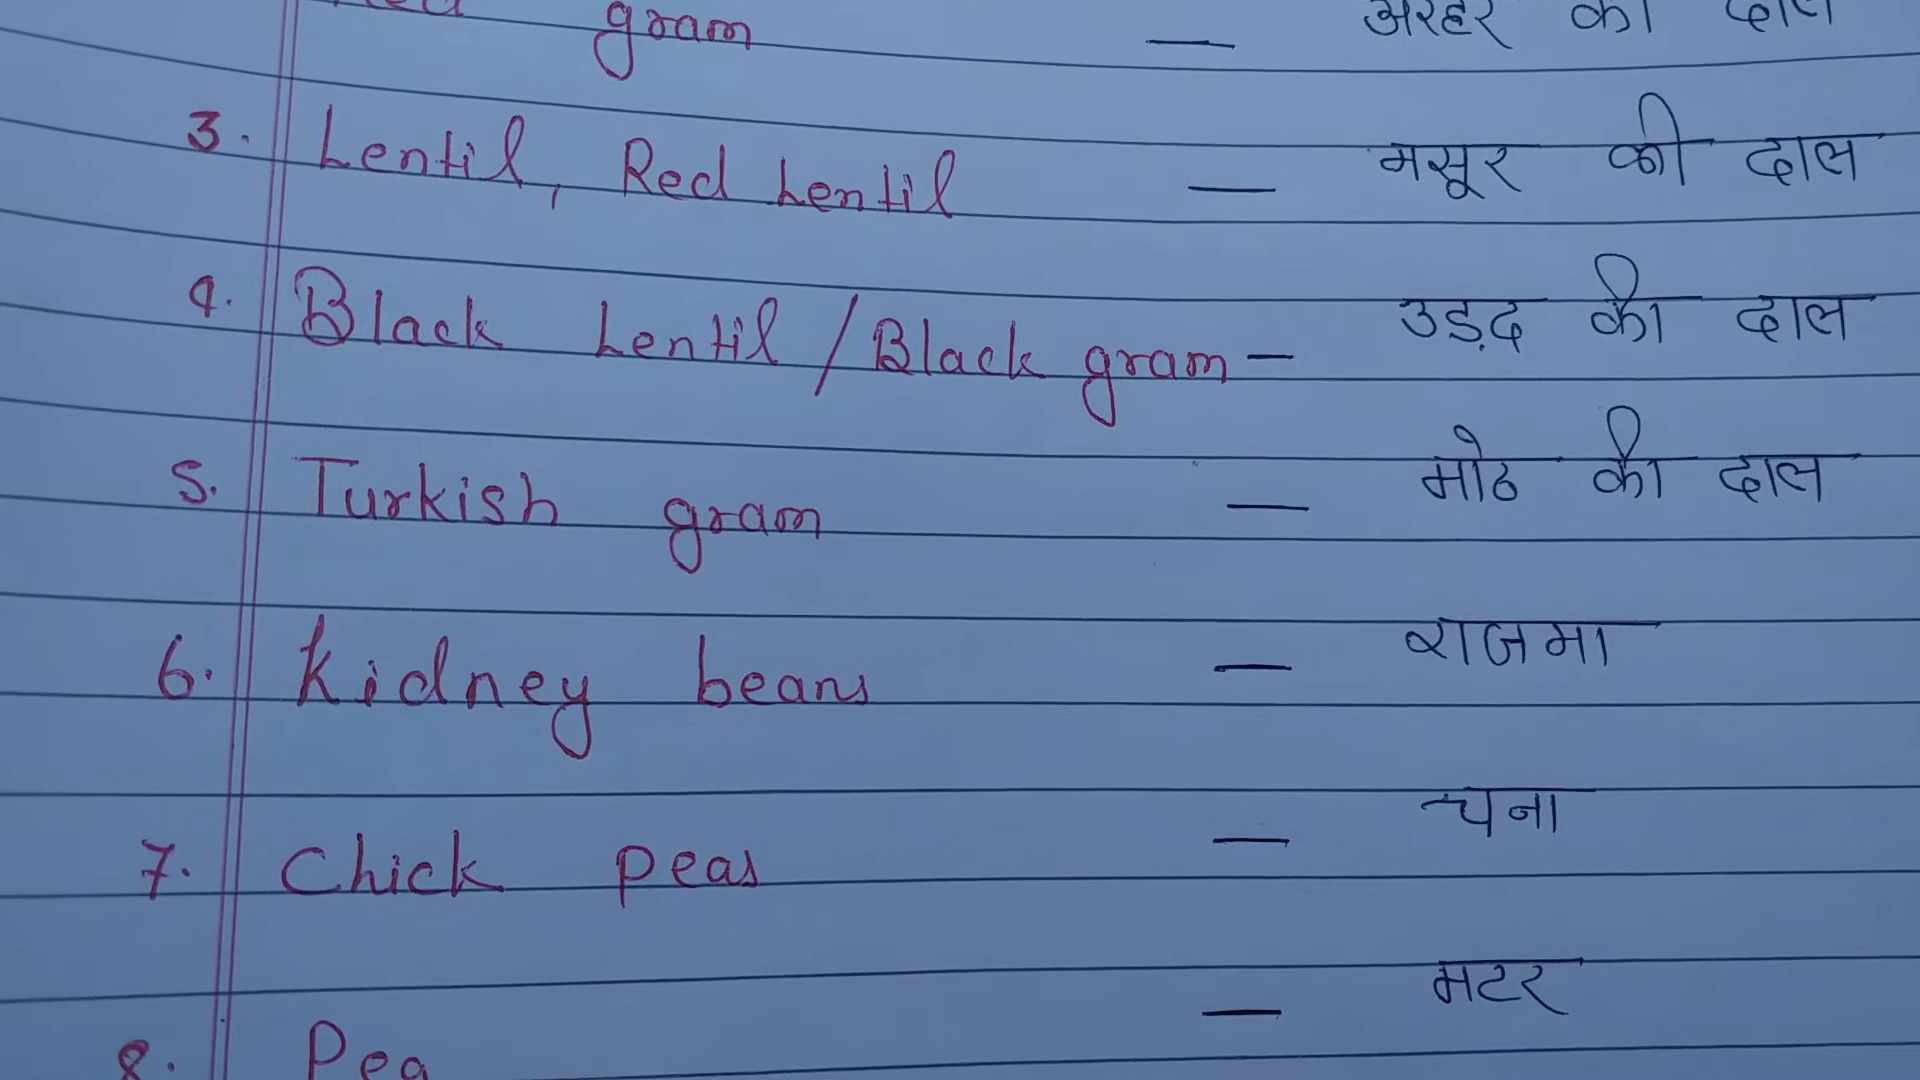 Red gram — अरहर की दाल
3. Lentil, Red Lentil — मसूर की दाल
4. Black Lentil / Black gram — उड़द की दाल
5. Turkish gram — मोठ की दाल
6. Kidney beans — राजमा
7. Chick peas — चना
8. Pea — मटर